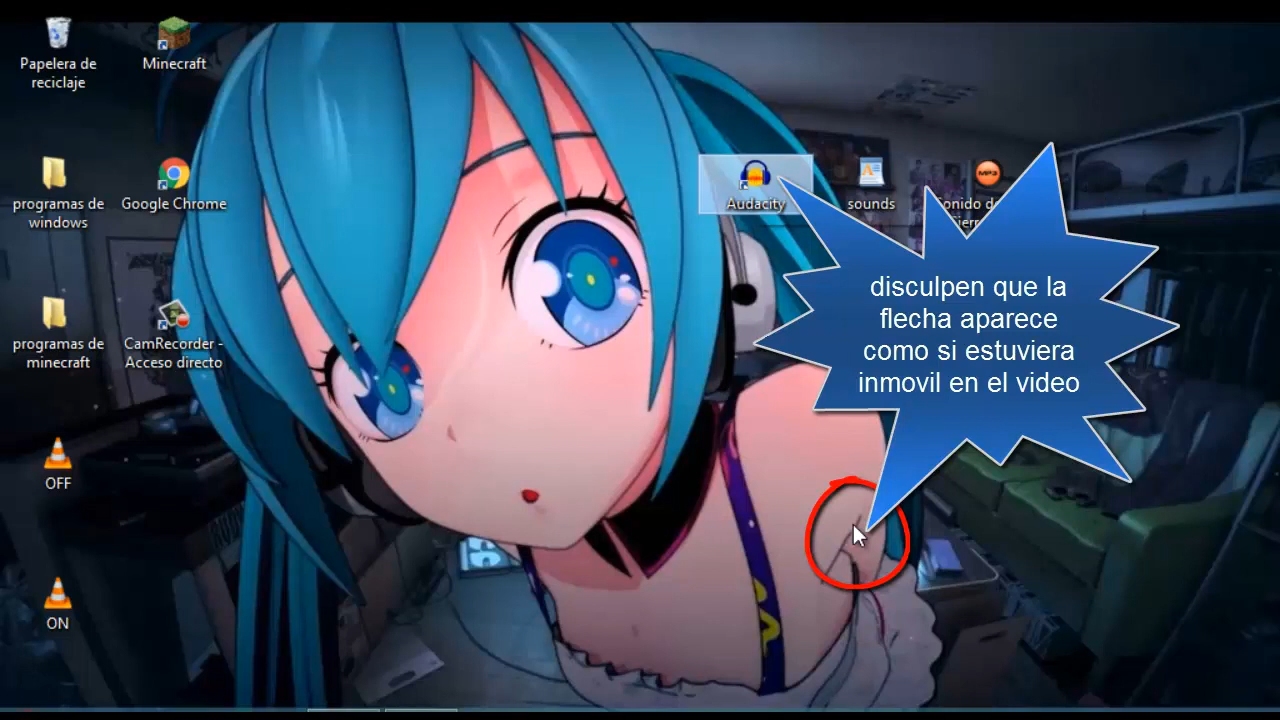 Papelera de
reciclaje
Minecraft
programas de
windows
Google Chrome
Audacity
sounds
MP3
programas de
minecraft
CamRecorder -
Acceso directo
disculpen que la
flecha aparece
como si estuviera
inmovil en el video
OFF
ON